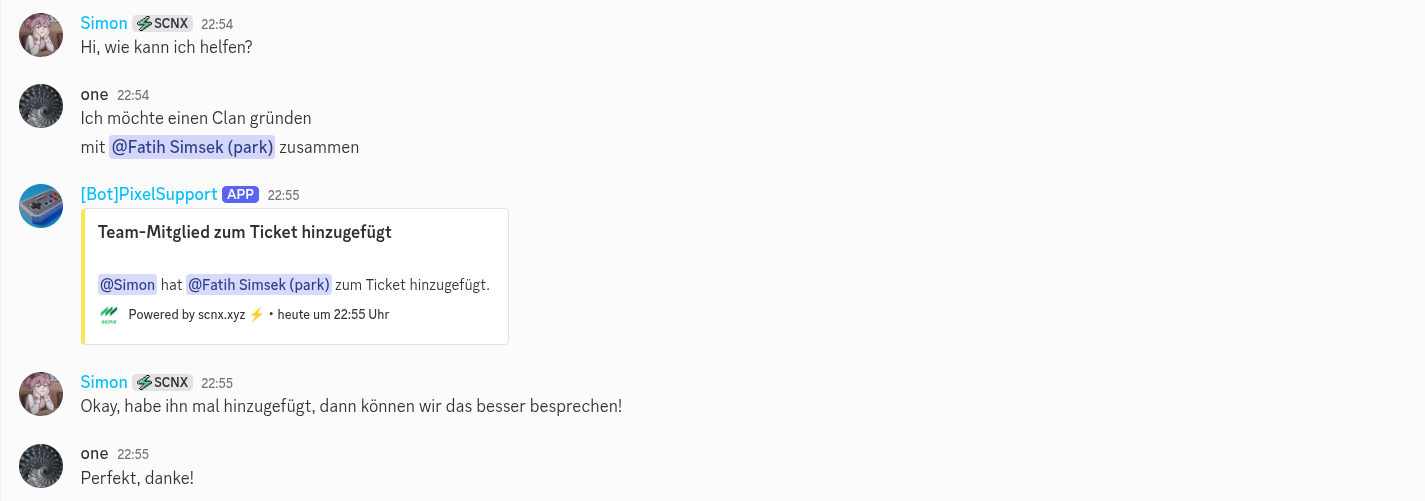 Simon SCNX 22:54
Hi, wie kann ich helfen?
one 22:54
Ich möchte einen Clan gründen
mit @Fatih Simsek (park) zusammen
[Bot]PixelSupport APP 22:55
Team-Mitglied zum Ticket hinzugefügt
@Simon hat @Fatih Simsek (park) zum Ticket hinzugefügt.
SCNX Powered by scnx.xyz ⚡ • heute um 22:55 Uhr
Simon SCNX 22:55
Okay, habe ihn mal hinzugefügt, dann können wir das besser besprechen!
one 22:55
Perfekt, danke!